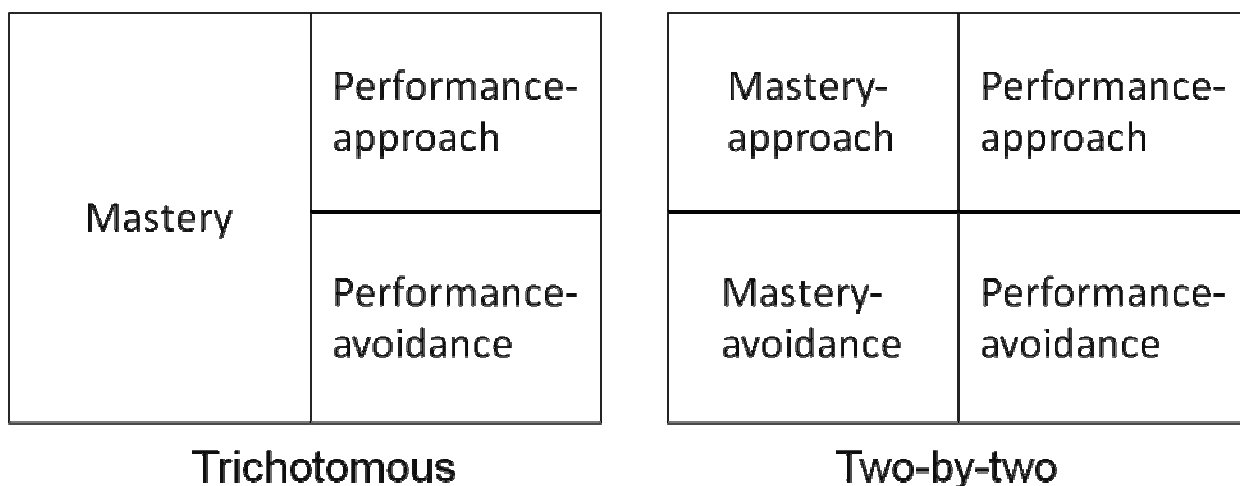 Mastery
Performance-
approach
Performance-
avoidance
Trichotomous
Mastery-
approach
Performance-
approach
Mastery-
avoidance
Performance-
avoidance
Two-by-two